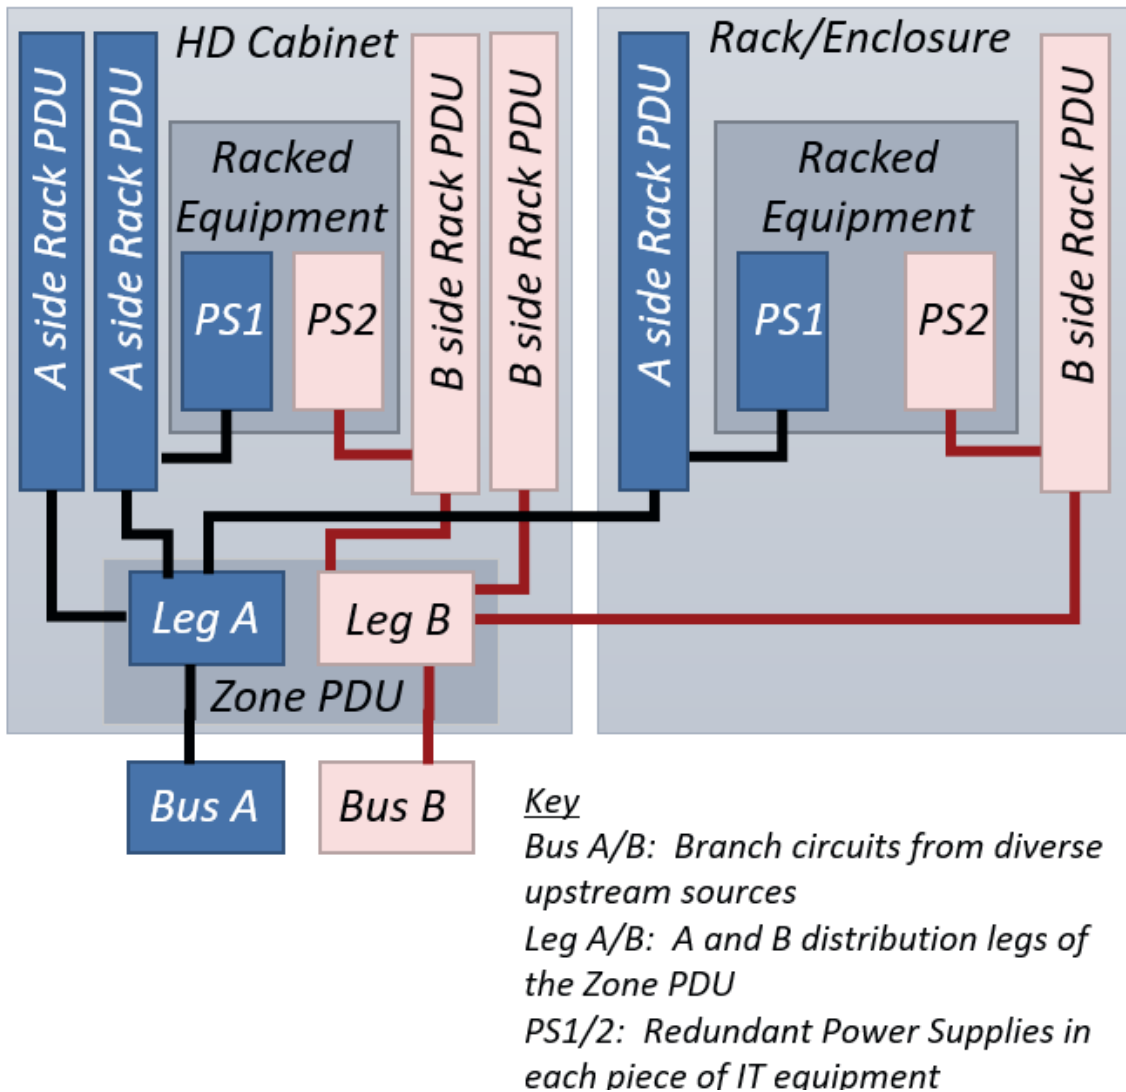 HD Cabinet
A side Rack PDU
A side Rack PDU
Racked
Equipment
PS1
PS2
B side Rack PDU
B side Rack PDU
Rack/Enclosure
A side Rack PDU
Racked
Equipment
PS1
PS2
B side Rack PDU
Leg A
Leg B
Zone PDU
Bus A
Bus B
Key
Bus A/B: Branch circuits from diverse
upstream sources
Leg A/B: A and B distribution legs of
the Zone PDU
PS1/2: Redundant Power Supplies in
each piece of IT equipment